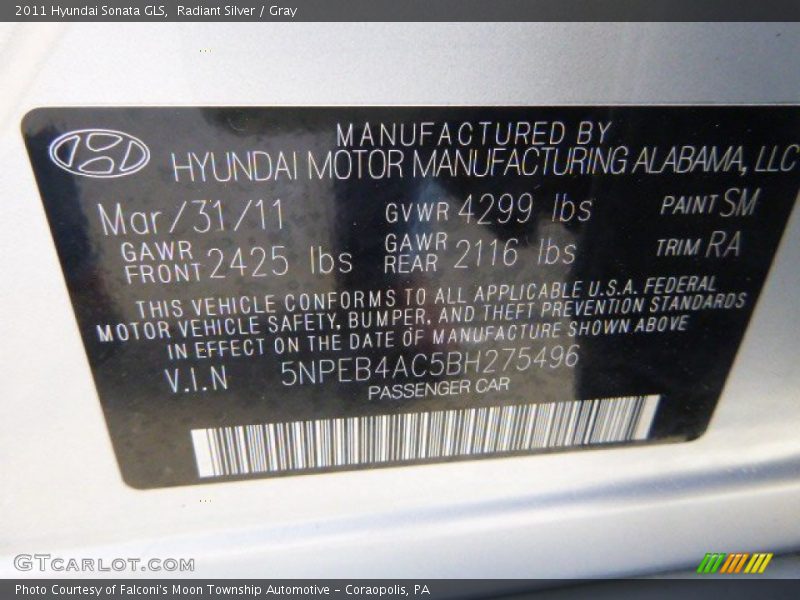 2011 Hyundai Sonata GLS, Radiant Silver / Gray
MANUFACTURED BY
HYUNDAI MOTOR MANUFACTURING ALABAMA, LLC
Mar/31/11 GVWR 4299 lbs PAINT SM
GAWR FRONT 2425 lbs GAWR REAR 2116 lbs TRIM RA
THIS VEHICLE CONFORMS TO ALL APPLICABLE U.S.A. FEDERAL
MOTOR VEHICLE SAFETY, BUMPER, AND THEFT PREVENTION STANDARDS
IN EFFECT ON THE DATE OF MANUFACTURE SHOWN ABOVE
V.I.N 5NPEB4AC5BH275496
PASSENGER CAR
GTCARLOT.COM
Photo Courtesy of Falconi's Moon Township Automotive - Coraopolis, PA